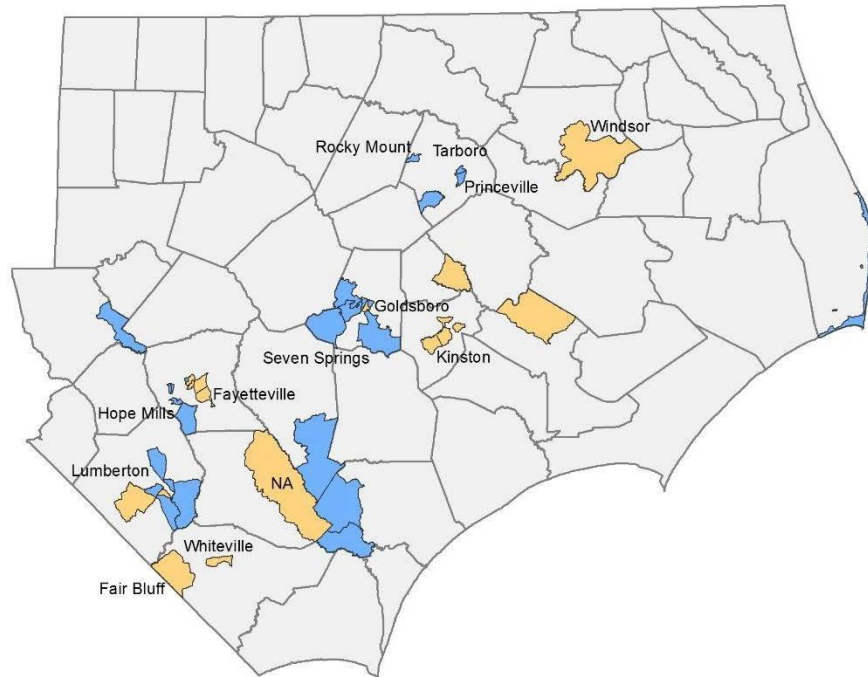 Windsor
Rocky Mount
Tarboro
Princeville
Goldsboro
Seven Springs
Kinston
Fayetteville
Hope Mills
Lumberton
NA
Whiteville
Fair Bluff